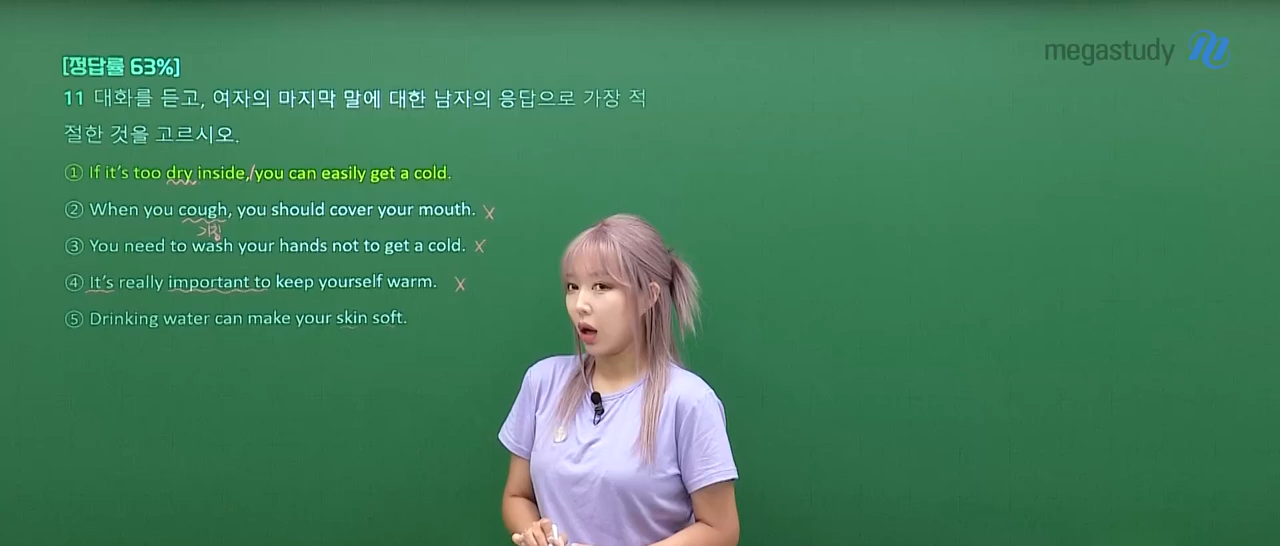 megastudy
[정답률 63%]
11 대화를 듣고, 여자의 마지막 말에 대한 남자의 응답으로 가장 적
절한 것을 고르시오.
① If it's too dry inside, you can easily get a cold.
② When you cough, you should cover your mouth. X
기침
③ You need to wash your hands not to get a cold. X
④ It's really important to keep yourself warm. X
⑤ Drinking water can make your skin soft.